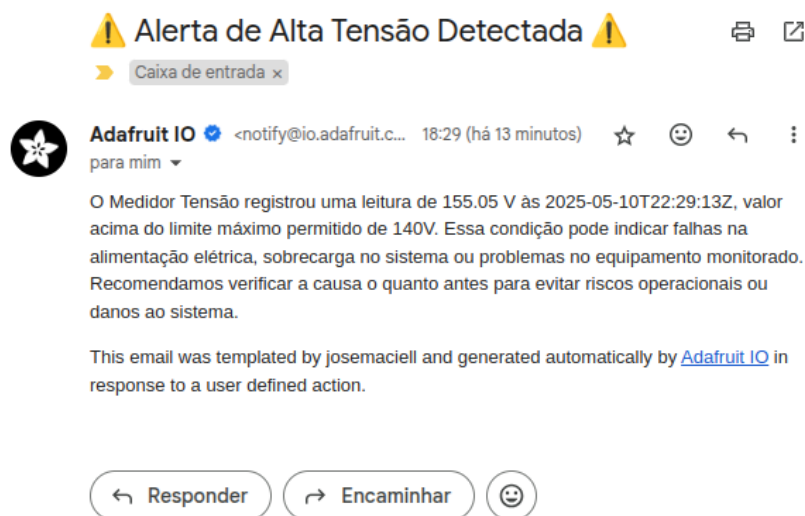 ⚠️ Alerta de Alta Tensão Detectada ⚠️
Caixa de entrada ×
Adafruit IO <notify@io.adafruit.c... 18:29 (há 13 minutos)
para mim
O Medidor Tensão registrou uma leitura de 155.05 V às 2025-05-10T22:29:13Z, valor
acima do limite máximo permitido de 140V. Essa condição pode indicar falhas na
alimentação elétrica, sobrecarga no sistema ou problemas no equipamento monitorado.
Recomendamos verificar a causa o quanto antes para evitar riscos operacionais ou
danos ao sistema.
This email was templated by josemaciell and generated automatically by Adafruit IO in
response to a user defined action.
Responder
Encaminhar